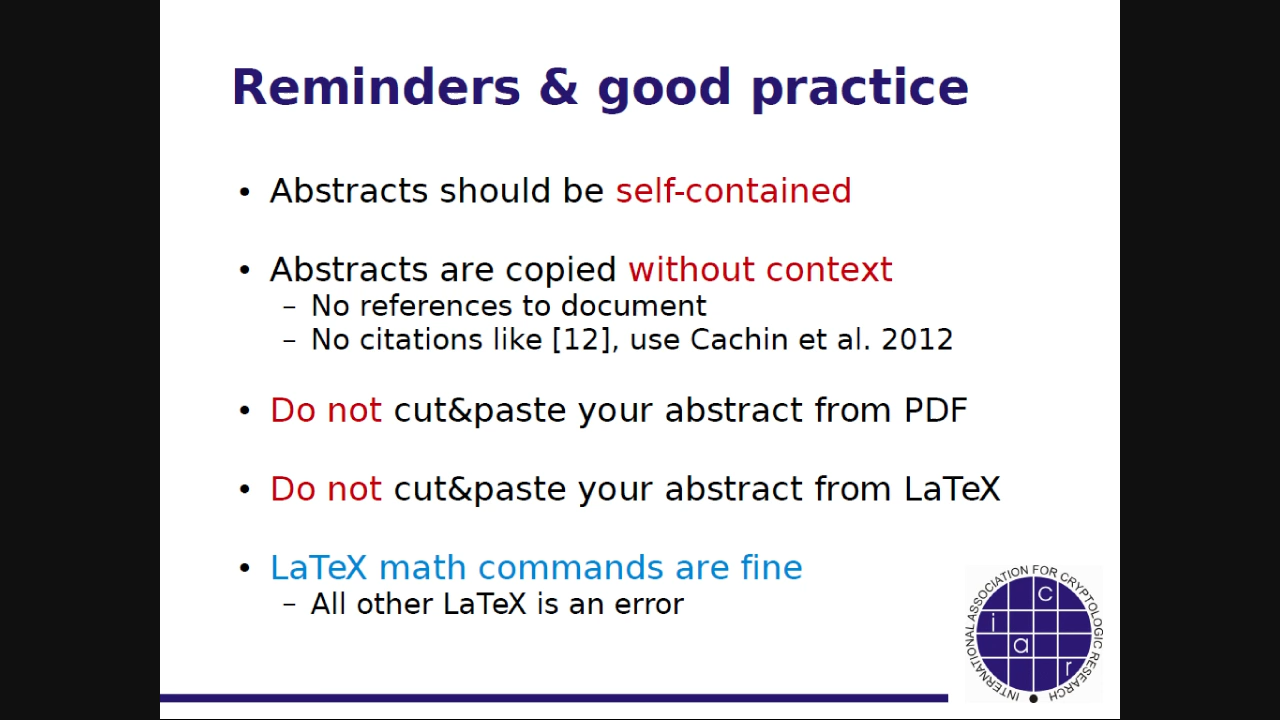 Reminders & good practice
• Abstracts should be self-contained
• Abstracts are copied without context
– No references to document
– No citations like [12], use Cachin et al. 2012
• Do not cut&paste your abstract from PDF
• Do not cut&paste your abstract from LaTeX
• LaTeX math commands are fine
– All other LaTeX is an error
INTERNATIONAL ASSOCIATION FOR CRYPTOLOGIC RESEARCH
i a c r